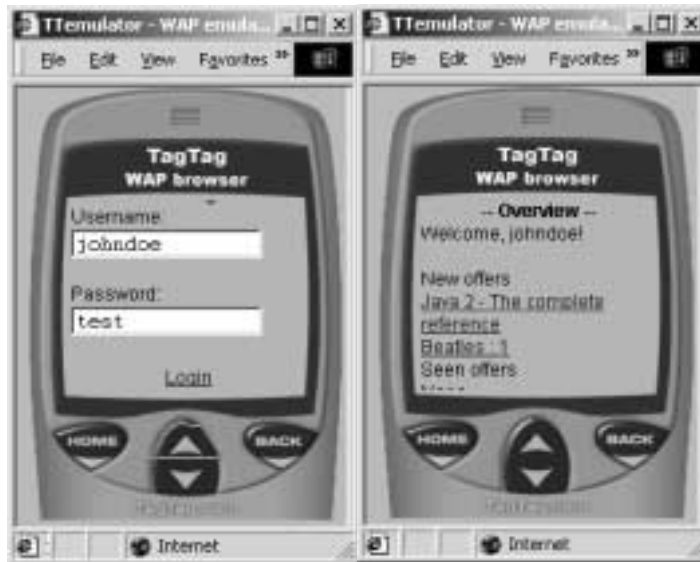 TTemulator - WAP emula...
File Edit View Favorites »
TagTag
WAP browser
Username:
johndoe
Password:
test
Login
HOME
BACK
Internet
TTemulator - WAP emula...
File Edit View Favorites »
TagTag
WAP browser
-- Overview --
Welcome, johndoe!
New offers
Java 2 - The complete
reference
Beatles : 1
Seen offers
HOME
BACK
Internet